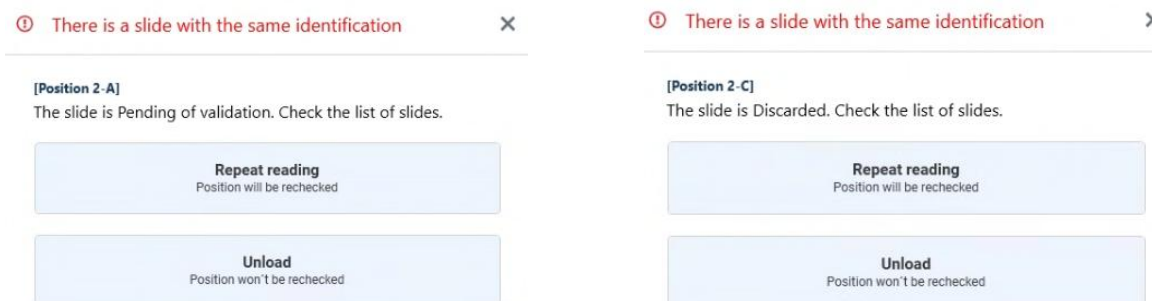 There is a slide with the same identification
[Position 2-A]
The slide is Pending of validation. Check the list of slides.
Repeat reading
Position will be rechecked
Unload
Position won't be rechecked
There is a slide with the same identification
[Position 2-C]
The slide is Discarded. Check the list of slides.
Repeat reading
Position will be rechecked
Unload
Position won't be rechecked